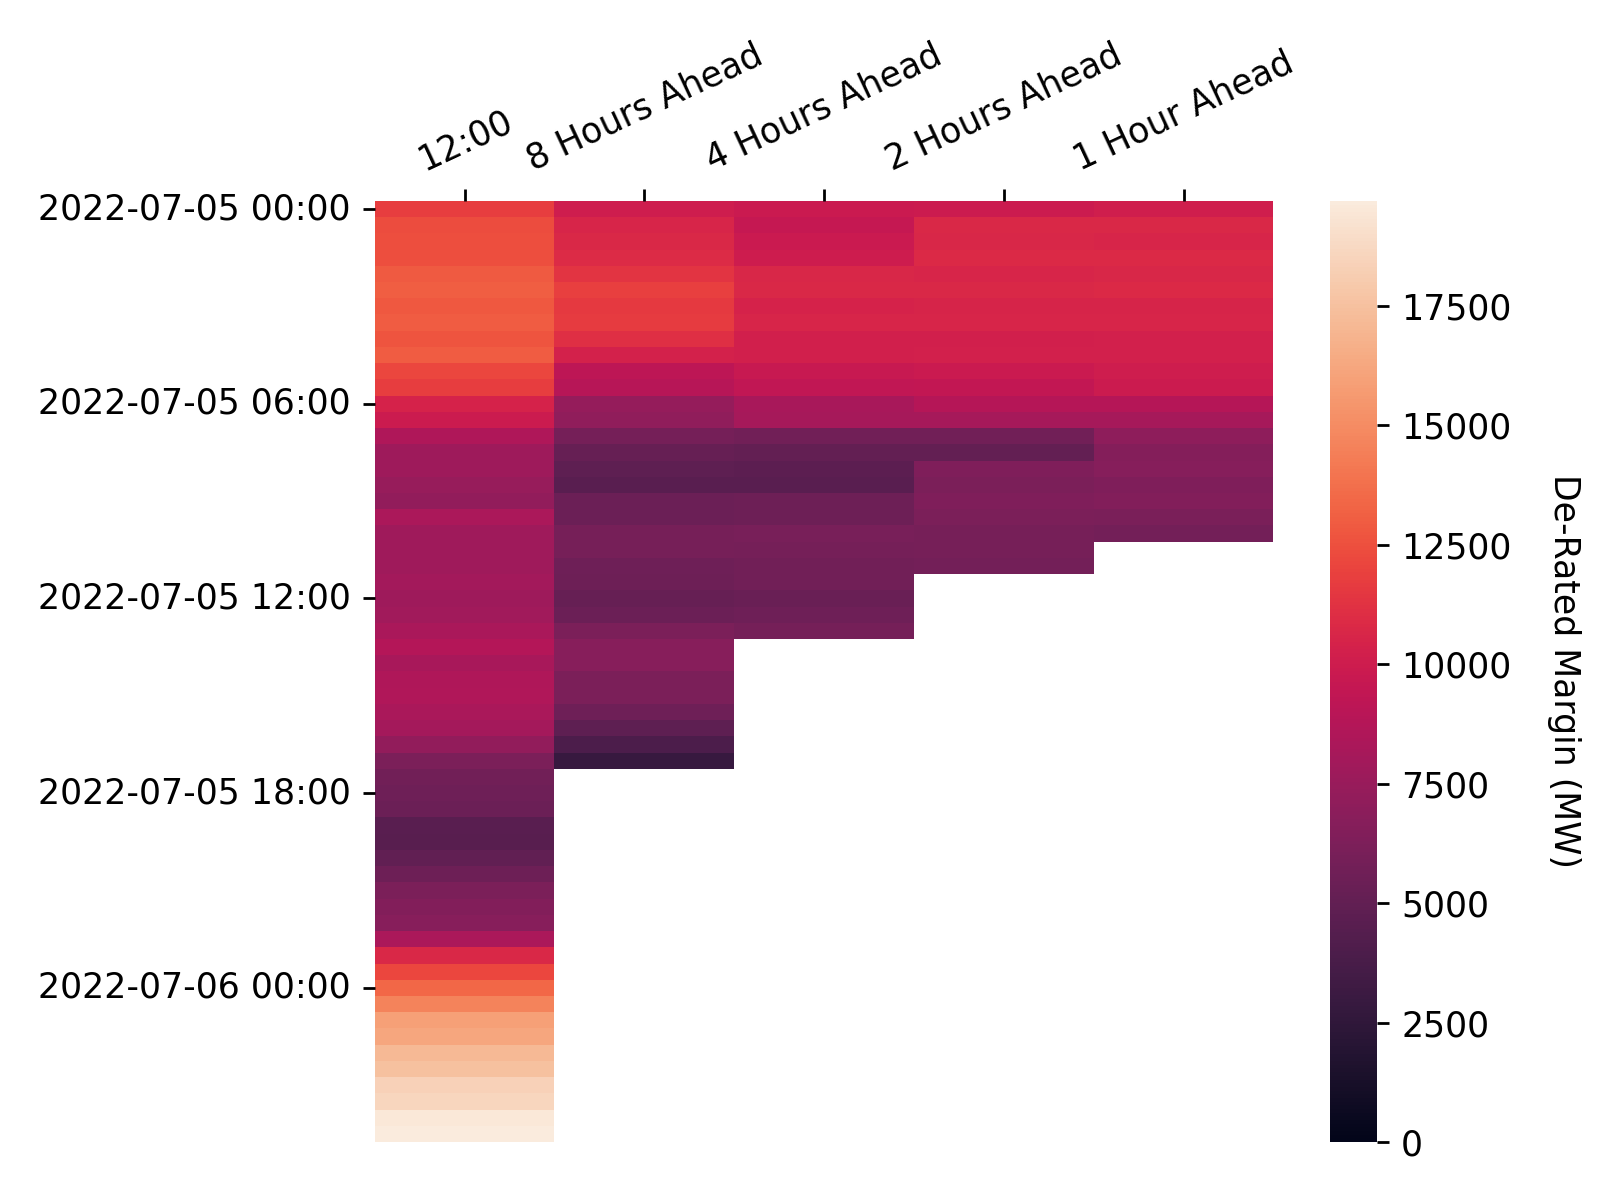 12:00
8 Hours Ahead
4 Hours Ahead
2 Hours Ahead
1 Hour Ahead
2022-07-05 00:00
2022-07-05 06:00
2022-07-05 12:00
2022-07-05 18:00
2022-07-06 00:00
17500
15000
12500
10000
7500
5000
2500
0
De-Rated Margin (MW)